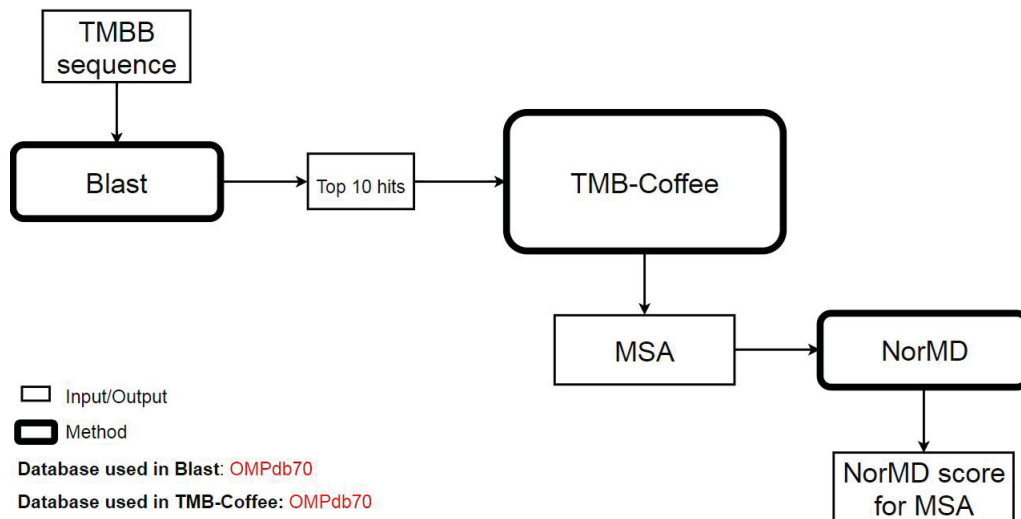 TMBB
sequence
Blast
Top 10 hits
TMB-Coffee
MSA
NorMD
Input/Output
Method
Database used in Blast: OMPdb70
Database used in TMB-Coffee: OMPdb70
NorMD score
for MSA